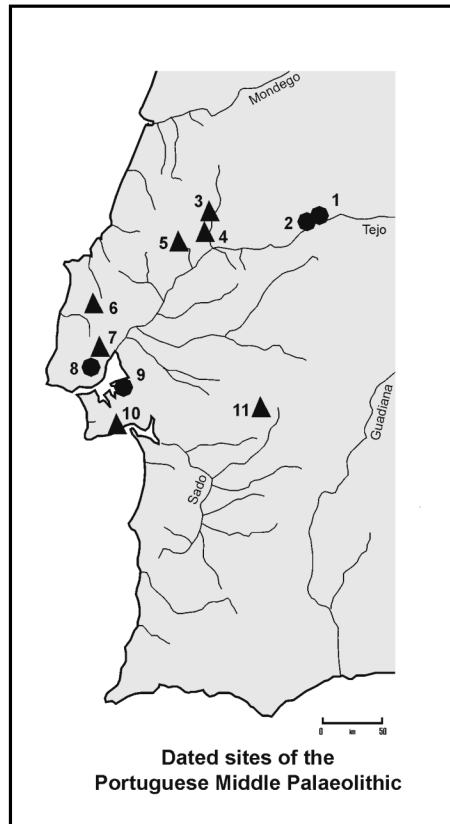 Mondego
3
1
2
4
5
Tejo
6
7
8
9
10
11
Guadiana
Sado
0 km 50
Dated sites of the
Portuguese Middle Palaeolithic